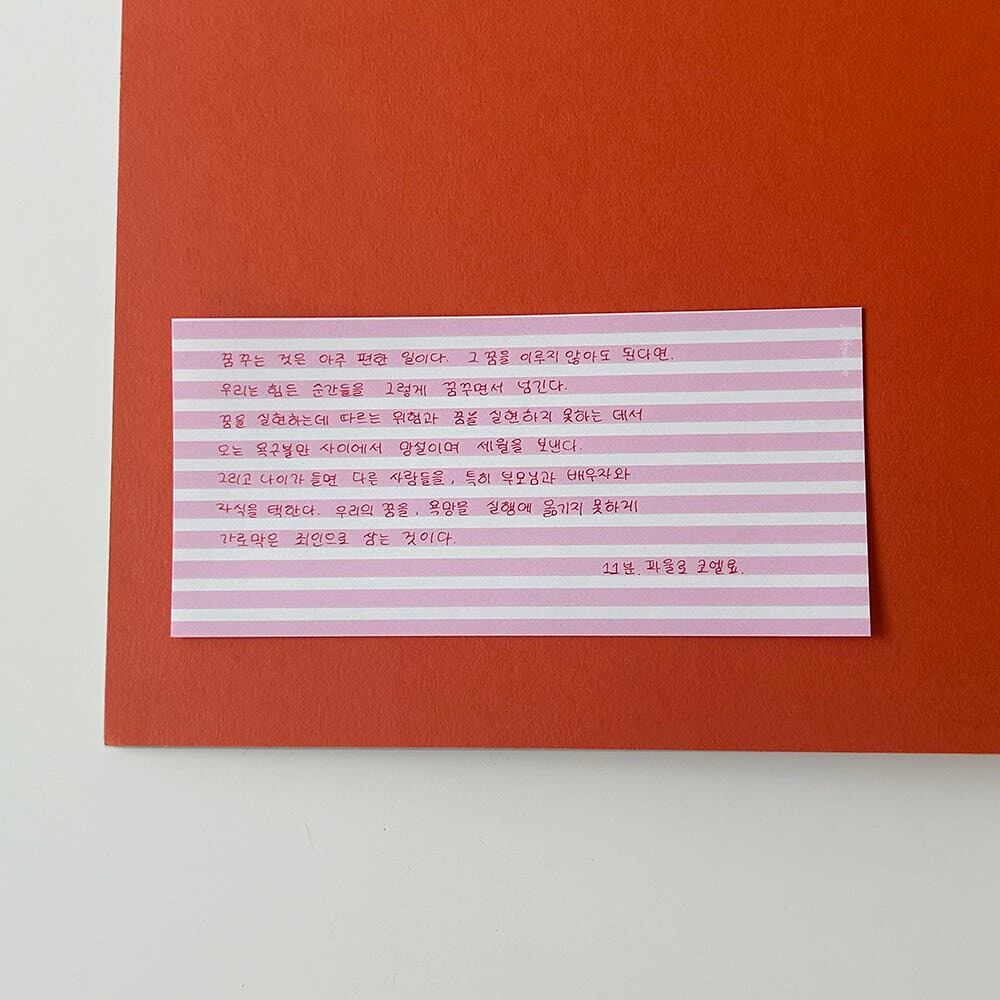 꿈 꾸는 것은 아주 편한 일이다. 그 꿈을 이루지 않아도 된다면.
우리는 힘든 순간들을 그렇게 꿈꾸면서 넘긴다.
꿈을 실현하는데 따르는 위험과 꿈을 실현하지 못하는 데서
오는 욕구불만 사이에서 망설이며 세월을 보낸다.
그리고 나이가 들면 다른 사람들을, 특히 부모님과 배우자와
자식을 택한다. 우리의 꿈을, 욕망을 실행에 옮기지 못하게
가로막은 죄인으로 삼는 것이다.
11분. 파울로 코엘료.